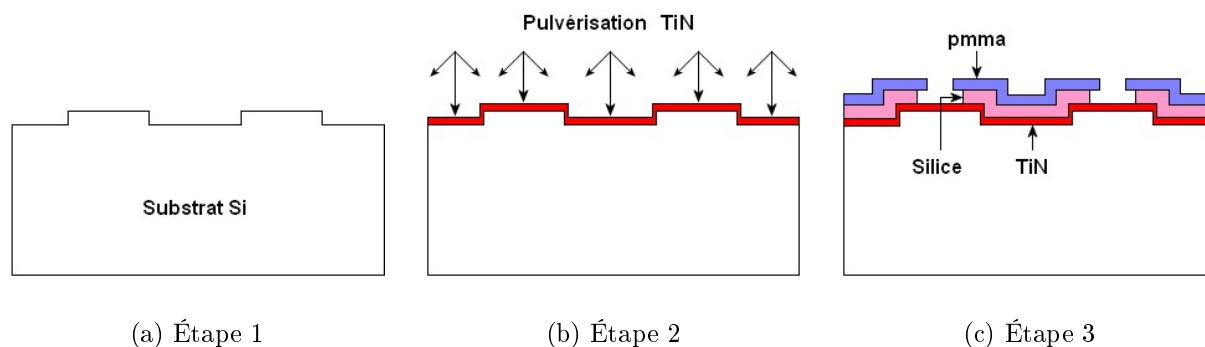 Substrat Si
(a) Étape 1
Pulvérisation TiN
(b) Étape 2
pmma
Silice
TiN
(c) Étape 3